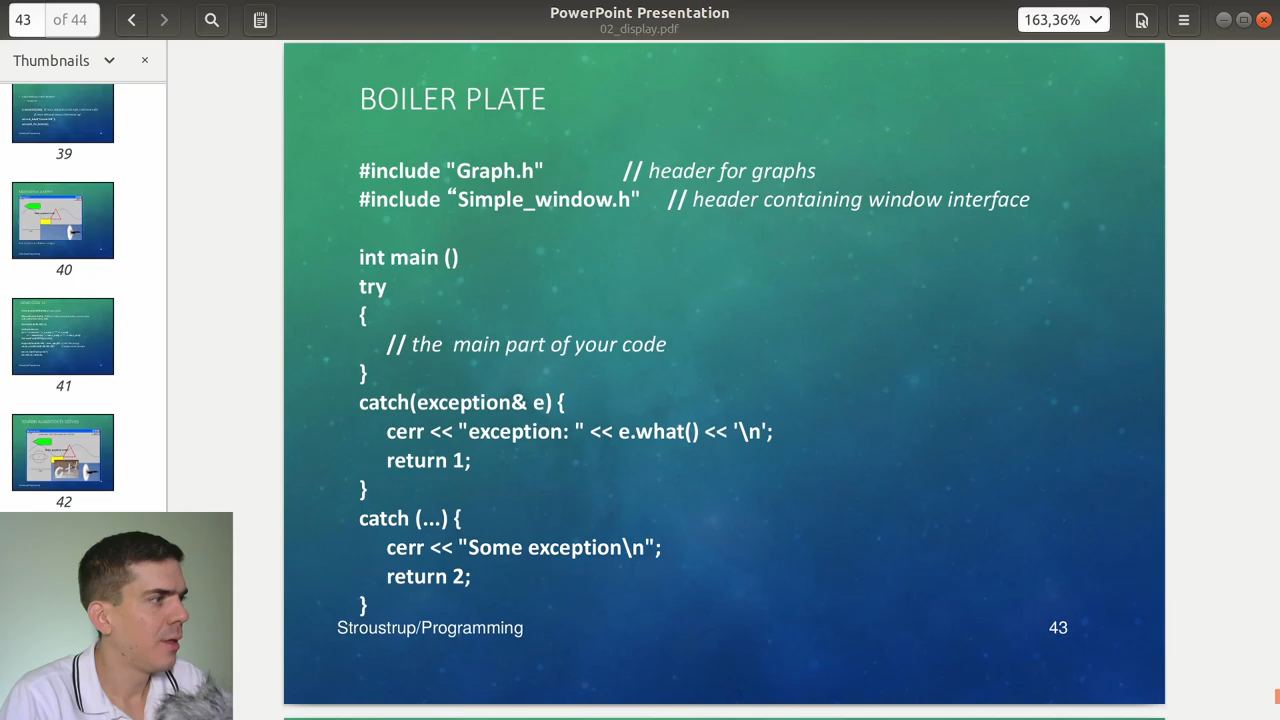 43 of 44
PowerPoint Presentation
02_display.pdf
163,36%
Thumbnails
39
40
41
42
BOILER PLATE
#include "Graph.h" // header for graphs
#include “Simple_window.h" // header containing window interface
int main ()
try
{
// the main part of your code
}
catch(exception& e) {
cerr << "exception: " << e.what() << '\n';
return 1;
}
catch (...) {
cerr << "Some exception\n";
return 2;
}
Stroustrup/Programming
43